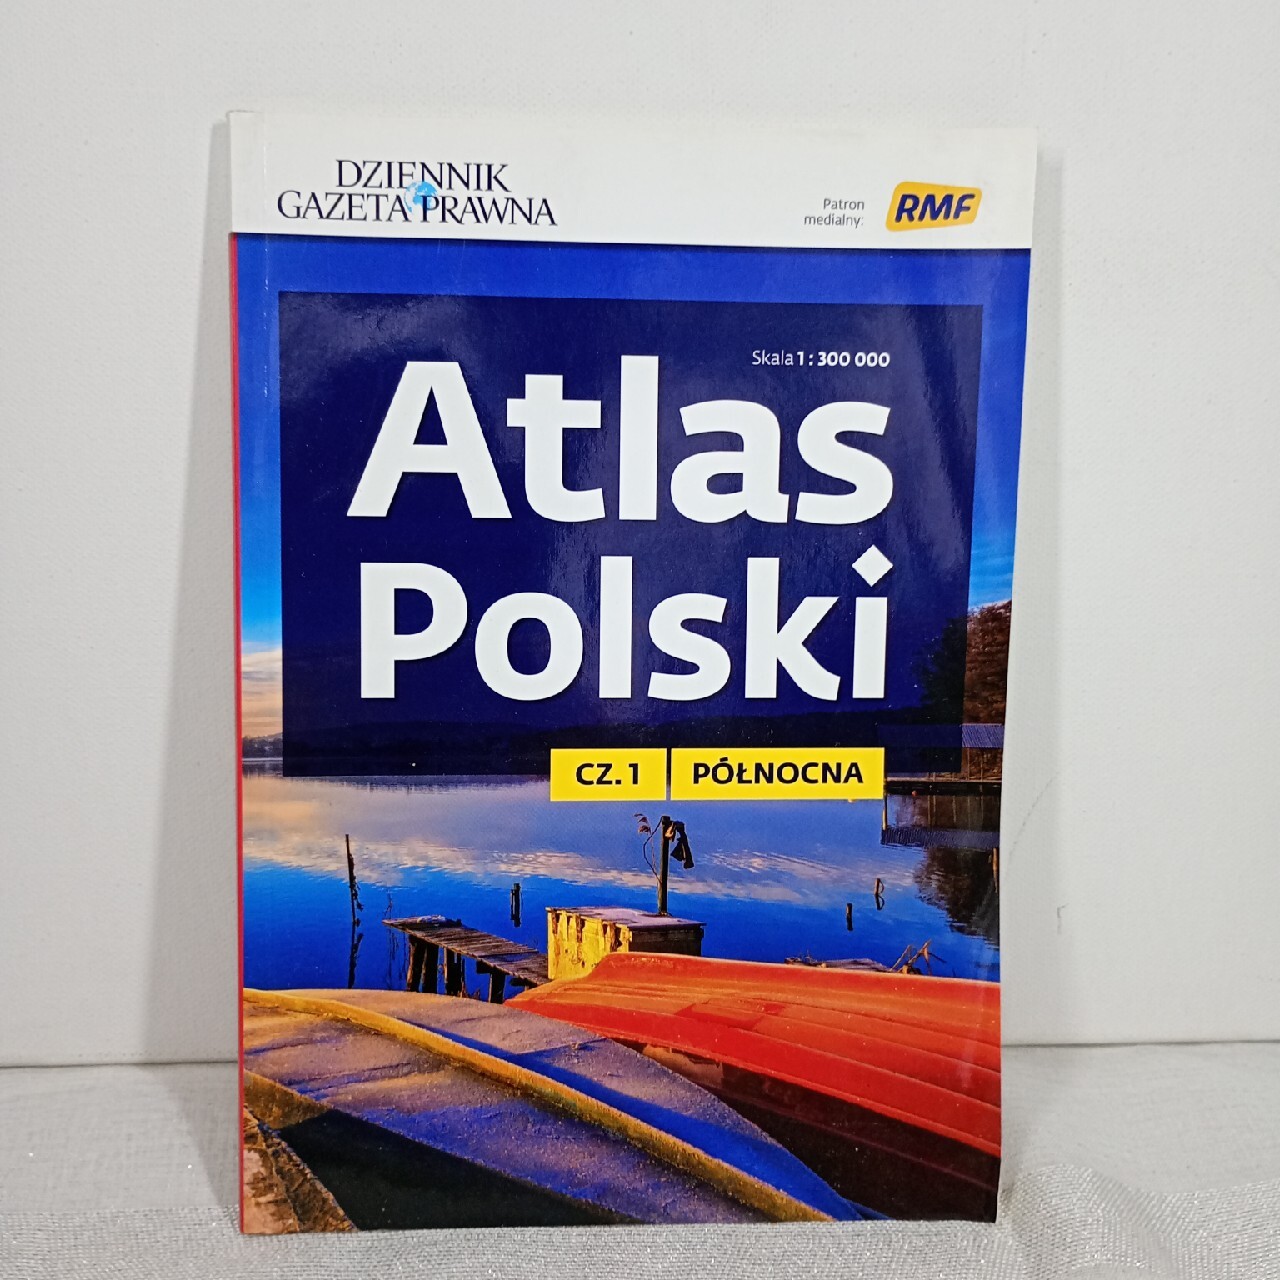 DZIENNIK
GAZETA PRAWNA
Patron
medialny:
RMF
Skala 1 : 300 000
Atlas
Polski
CZ. 1 PÓŁNOCNA